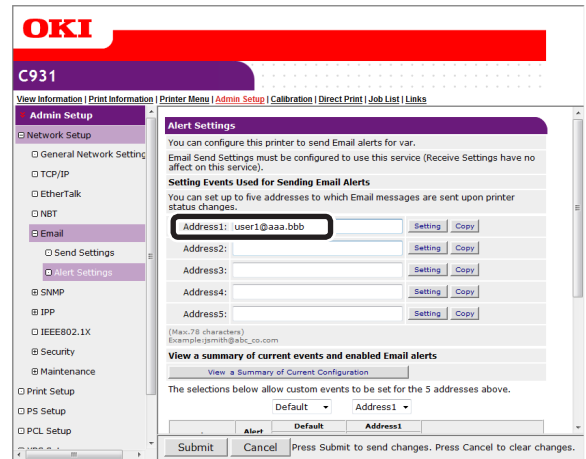 OKI
C931
View Information | Print Information | Printer Menu | Admin Setup | Calibration | Direct Print | Job List | Links
Admin Setup
Network Setup
General Network Setting
TCP/IP
EtherTalk
NBT
Email
Send Settings
Alert Settings
SNMP
IPP
IEEE802.1X
Security
Maintenance
Print Setup
PS Setup
PCL Setup
Alert Settings
You can configure this printer to send Email alerts for var.
Email Send Settings must be configured to use this service (Receive Settings have no
affect on this service).
Setting Events Used for Sending Email Alerts
You can set up to five addresses to which Email messages are sent upon printer
status changes.
Address1: user1@aaa.bbb Setting Copy
Address2: Setting Copy
Address3: Setting Copy
Address4: Setting Copy
Address5: Setting Copy
(Max.78 characters)
Example:jsmith@abc_co.com
View a summary of current events and enabled Email alerts
View a Summary of Current Configuration
The selections below allow custom events to be set for the 5 addresses above.
Default Address1
Alert Default Address1
Submit Cancel Press Submit to send changes. Press Cancel to clear changes.